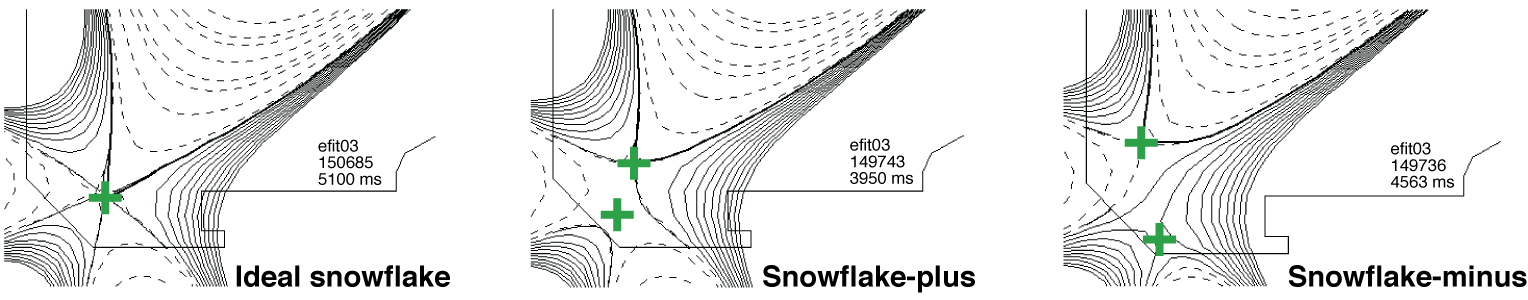 efit03
150685
5100 ms
Ideal snowflake
efit03
149743
3950 ms
Snowflake-plus
efit03
149736
4563 ms
Snowflake-minus